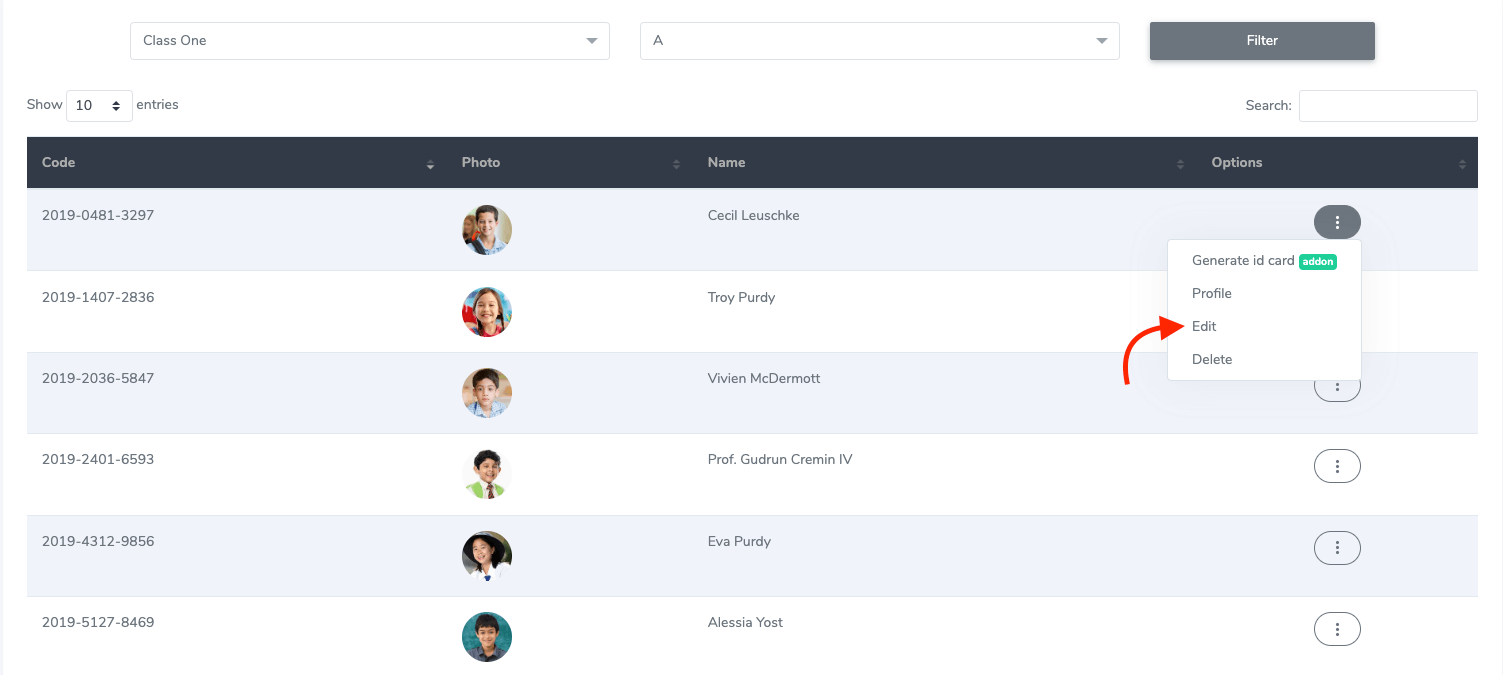 Class One A Filter
Show 10 entries Search:
Code Photo Name Options
2019-0481-3297 Cecil Leuschke
Generate id card addon
Profile
2019-1407-2836 Troy Purdy
Edit
Delete
2019-2036-5847 Vivien McDermott
2019-2401-6593 Prof. Gudrun Cremin IV
2019-4312-9856 Eva Purdy
2019-5127-8469 Alessia Yost